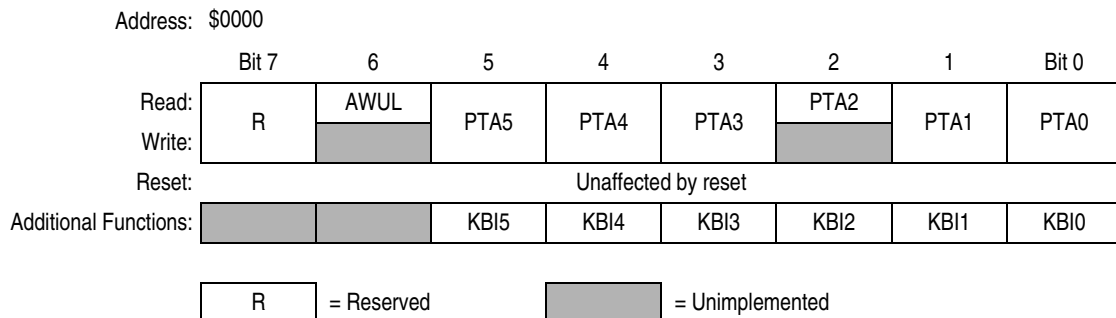 Address: $0000
Bit 7 6 5 4 3 2 1 Bit 0
Read: R AWUL PTA5 PTA4 PTA3 PTA2 PTA1 PTA0
Write:
Reset: Unaffected by reset
Additional Functions: KBI5 KBI4 KBI3 KBI2 KBI1 KBI0
R = Reserved = Unimplemented